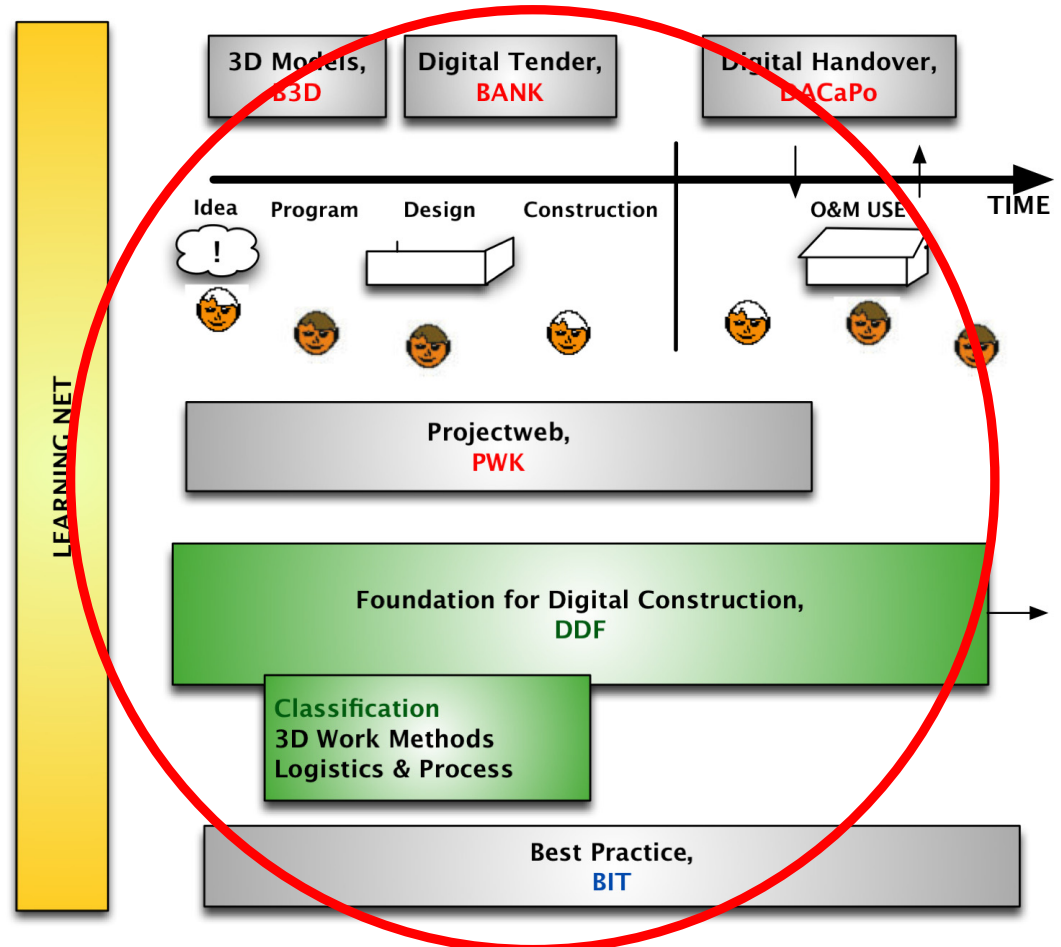 3D Models,
B3D
Digital Tender,
BANK
Digital Handover,
DACaPo
TIME
Idea
Program
Design
Construction
O&M USE
!
LEARNING NET
Projectweb,
PWK
Foundation for Digital Construction,
DDF
Classification
3D Work Methods
Logistics & Process
Best Practice,
BIT